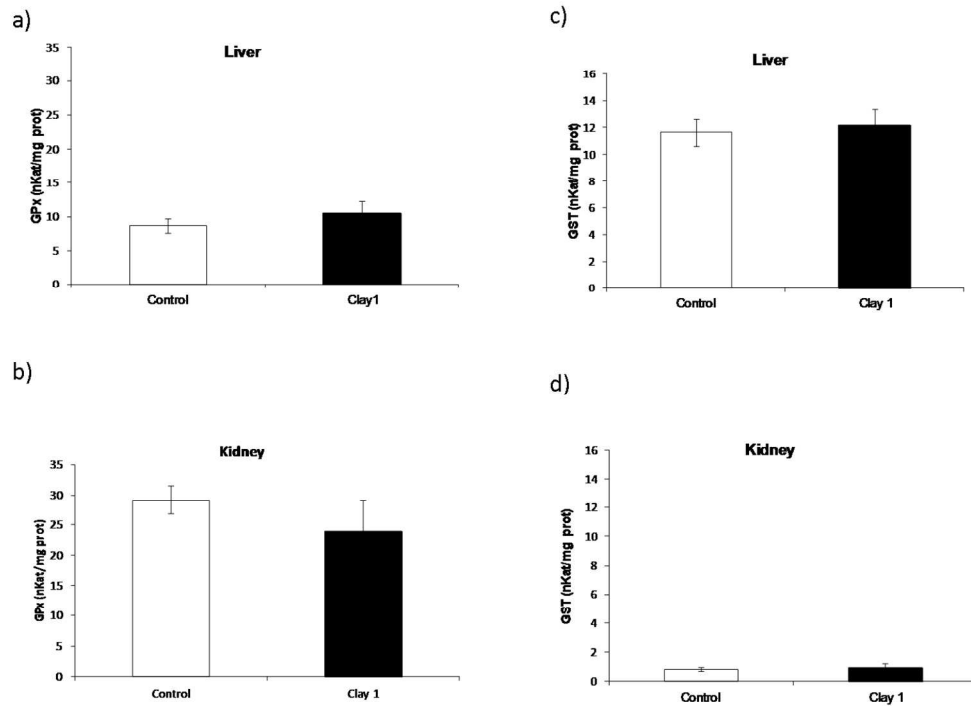 a)
Liver
GPx (nKat/mg prot)
35
30
25
20
15
10
5
0
Control
Clay1
c)
Liver
GST (nKat/mg prot)
16
14
12
10
8
6
4
2
0
Control
Clay 1
b)
Kidney
GPx (nKat/mg prot)
35
30
25
20
15
10
5
0
Control
Clay 1
d)
Kidney
GST (nKat/mg prot)
16
14
12
10
8
6
4
2
0
Control
Clay 1